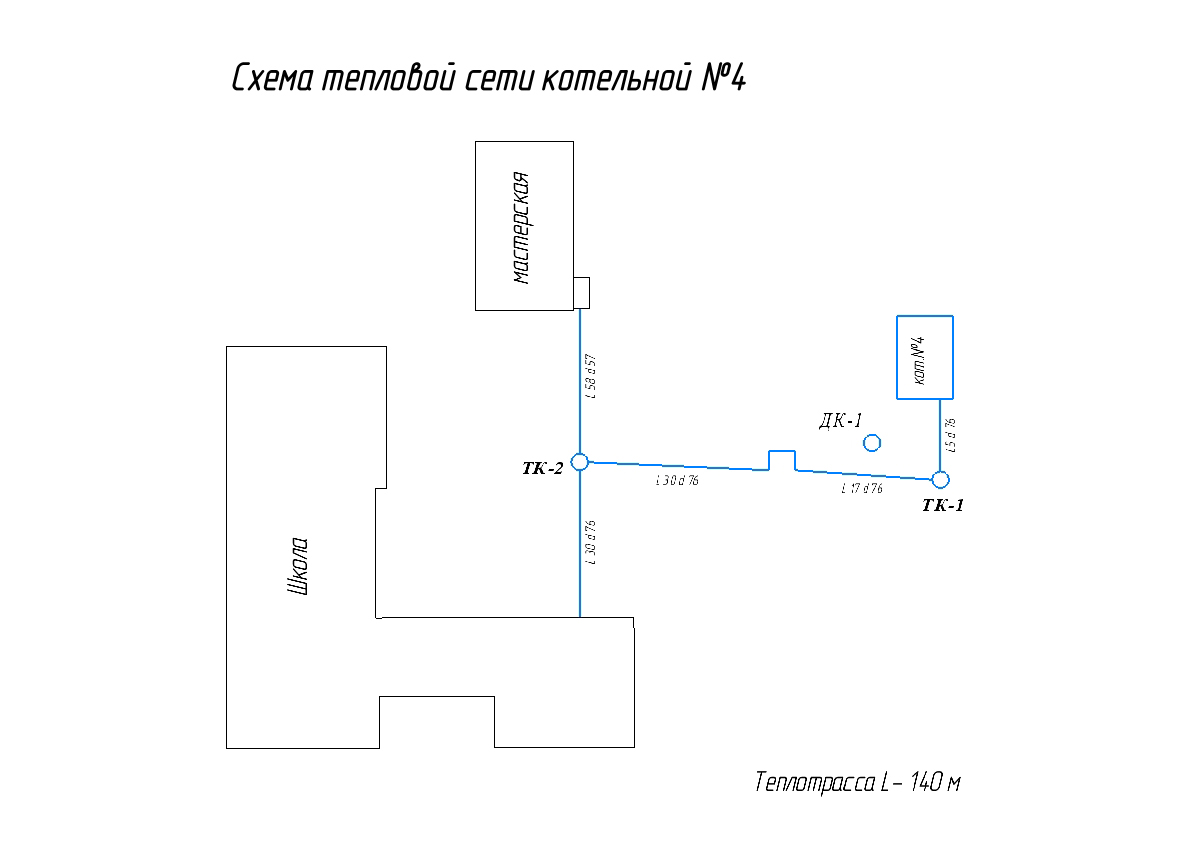 Схема тепловой сети котельной №4
мастерская
кот.№4
L 58 d 57
ДК-1
L5 d 76
ТК-2
L 30 d 76
L 17 d 76
ТК-1
L 30 d 76
Школа
Теплотрасса L- 140 м